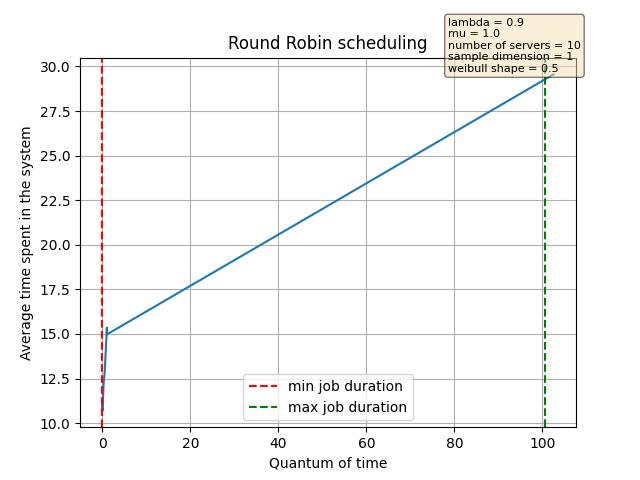 Round Robin scheduling
lambda = 0.9
mu = 1.0
number of servers = 10
sample dimension = 1
weibull shape = 0.5
30.0
27.5
25.0
22.5
20.0
17.5
15.0
12.5
10.0
Average time spent in the system
min job duration
max job duration
0
20
40
60
80
100
Quantum of time